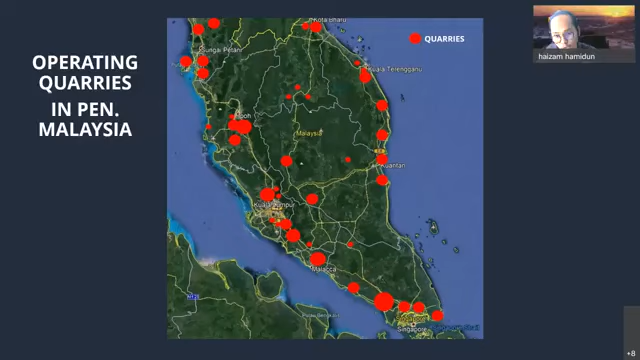 OPERATING
QUARRIES
IN PEN.
MALAYSIA
QUARRIES
Kota Bharu
Sungai Petani
Kuala Terengganu
Ipoh
Malaysia
Kuantan
Kuala Lumpur
Malacca
Singapore
haizam hamidun
+8